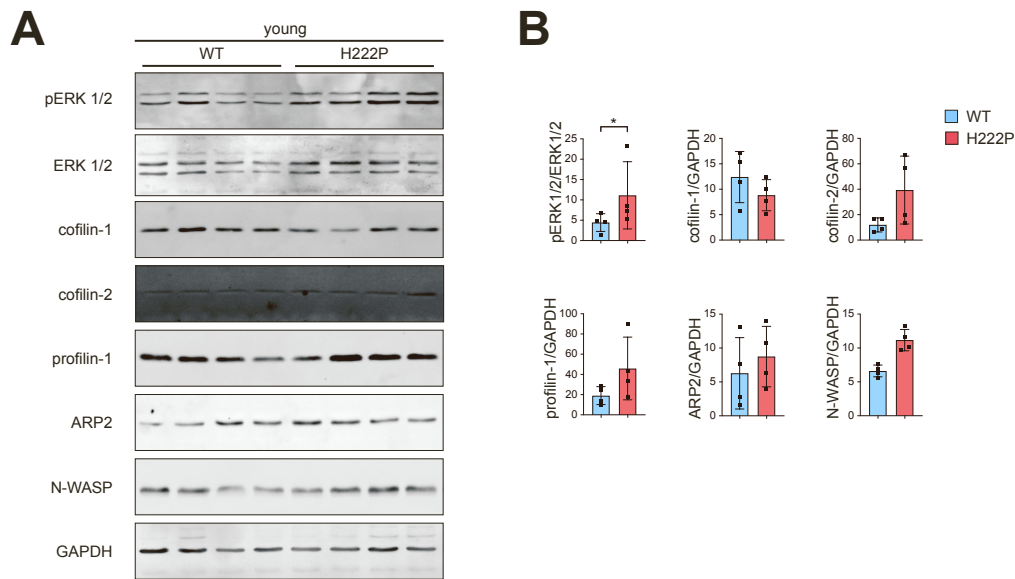 A
young
WT
H222P
pERK 1/2
ERK 1/2
cofilin-1
cofilin-2
profilin-1
ARP2
N-WASP
GAPDH
B
WT
H222P
pERK1/2/ERK1/2
25
20
15
10
5
0
*
cofilin-1/GAPDH
20
15
10
5
0
cofilin-2/GAPDH
80
60
40
20
0
profilin-1/GAPDH
100
80
60
40
20
0
ARP2/GAPDH
15
10
5
0
N-WASP/GAPDH
15
10
5
0